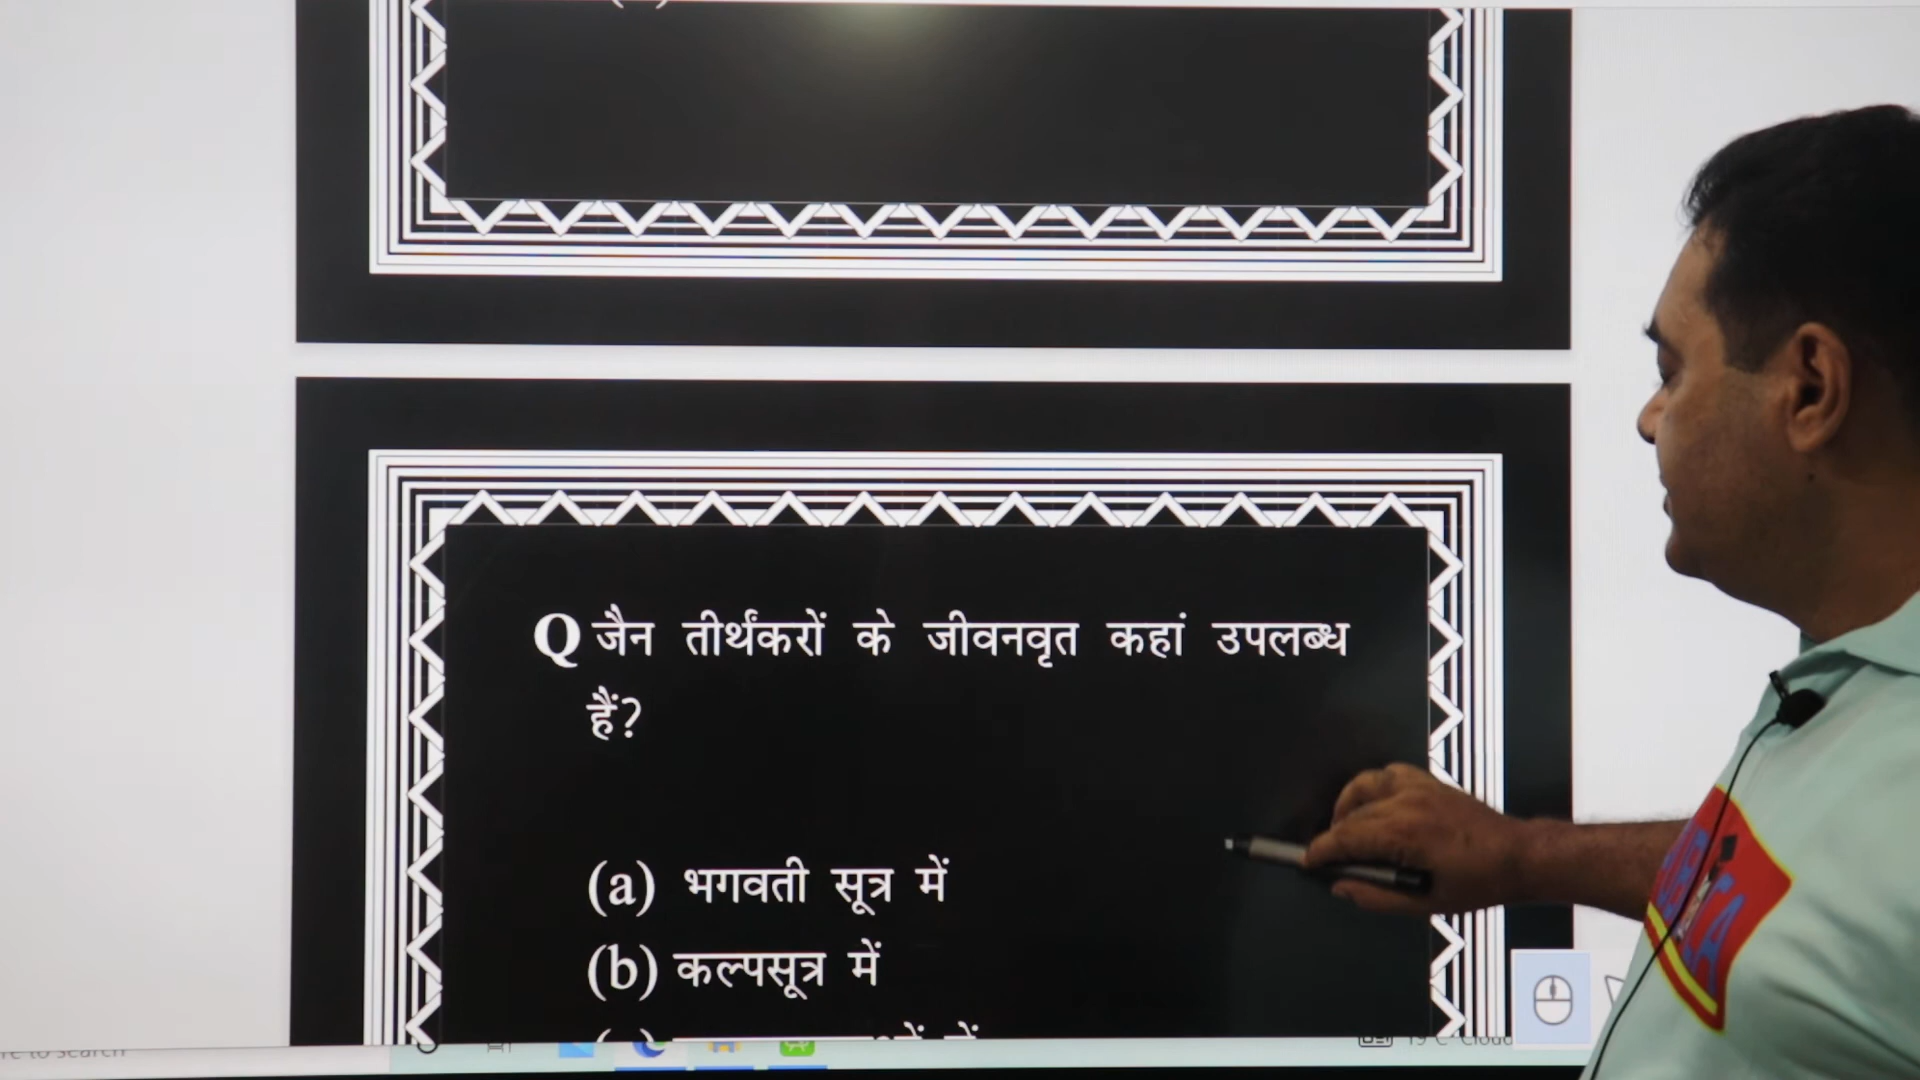 Q जैन तीर्थंकरों के जीवनवृत कहां उपलब्ध
हैं?
(a) भगवती सूत्र में
(b) कल्पसूत्र में